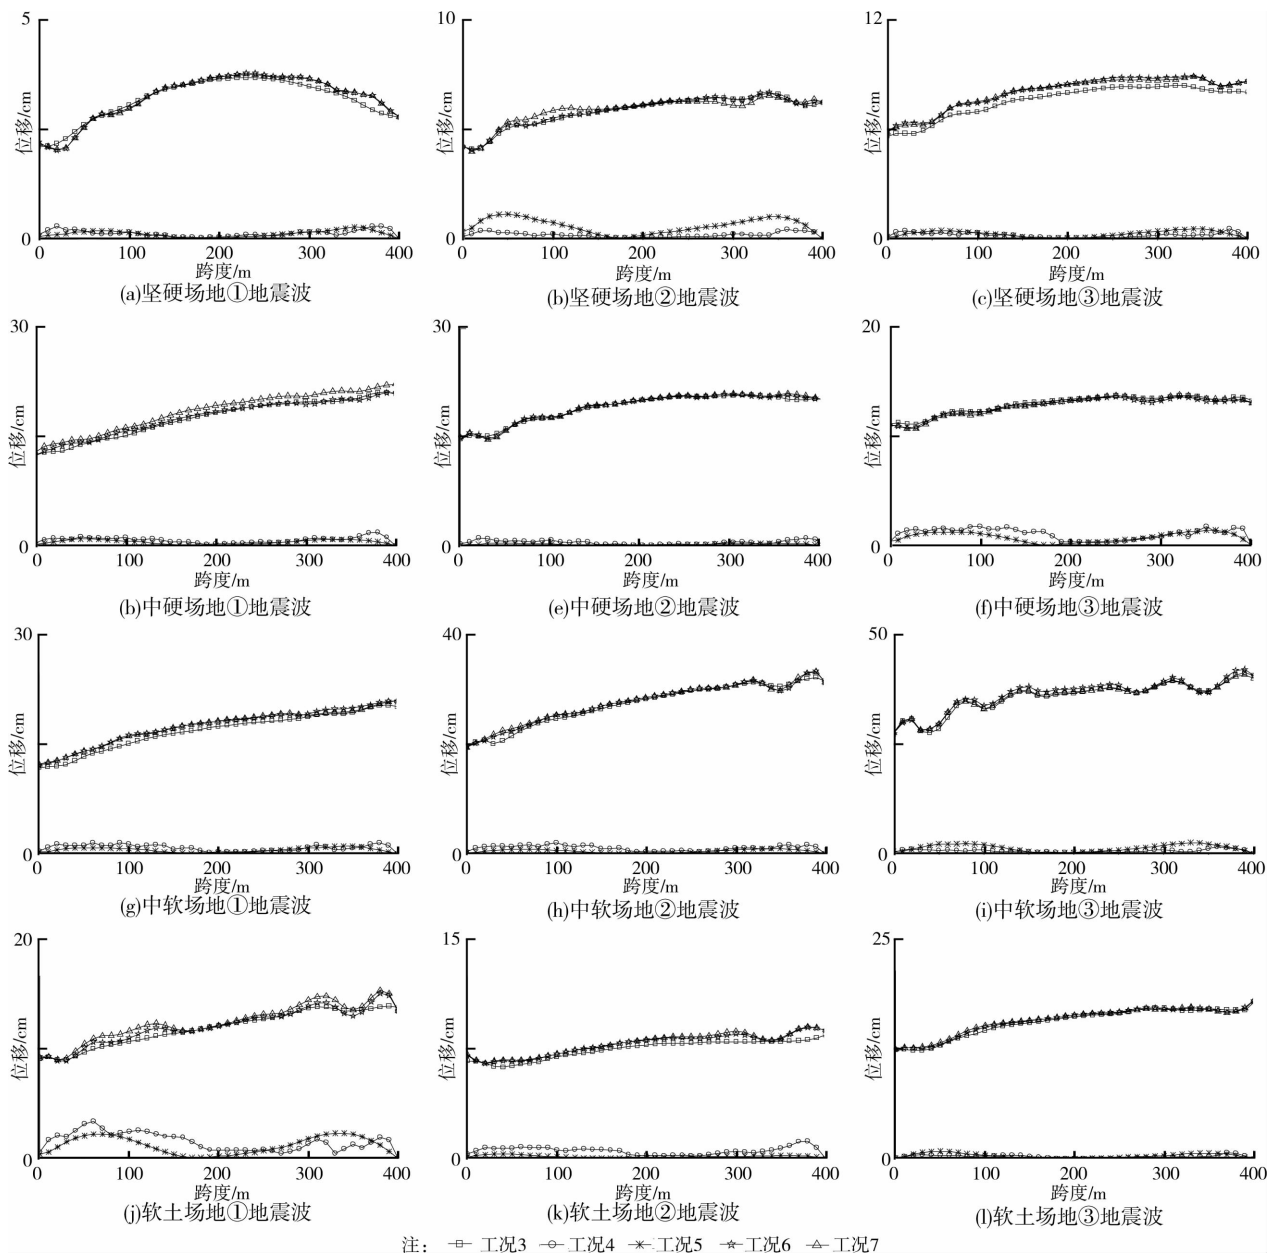 5
位移/cm
0
0 100 200 300 400
跨度/m
(a)坚硬场地①地震波
10
位移/cm
0
0 100 200 300 400
跨度/m
(b)坚硬场地②地震波
12
位移/cm
0
0 100 200 300 400
跨度/m
(c)坚硬场地③地震波
30
位移/cm
0
0 100 200 300 400
跨度/m
(b)中硬场地①地震波
30
位移/cm
0
0 100 200 300 400
跨度/m
(e)中硬场地②地震波
20
位移/cm
0
0 100 200 300 400
跨度/m
(f)中硬场地③地震波
30
位移/cm
0
0 100 200 300 400
跨度/m
(g)中软场地①地震波
40
位移/cm
0
0 100 200 300 400
跨度/m
(h)中软场地②地震波
50
位移/cm
0
0 100 200 300 400
跨度/m
(i)中软场地③地震波
20
位移/cm
0
0 100 200 300 400
跨度/m
(j)软土场地①地震波
15
位移/cm
0
0 100 200 300 400
跨度/m
(k)软土场地②地震波
25
位移/cm
0
0 100 200 300 400
跨度/m
(l)软土场地③地震波
注： 工况3 工况4 工况5 工况6 工况7